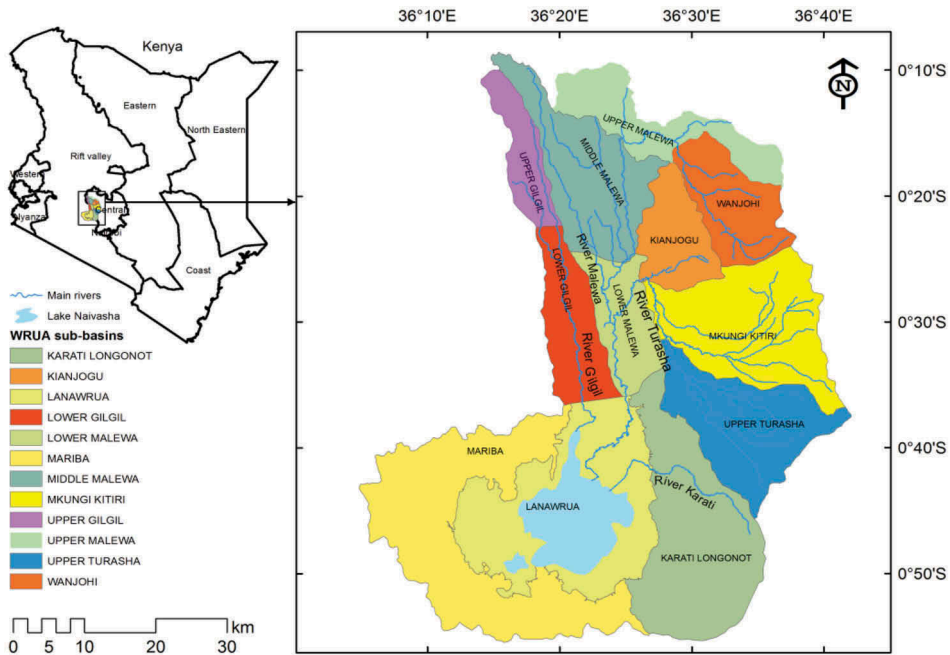 36°10'E
36°20'E
36°30'E
36°40'E
Kenya
Eastern
North Eastern
Rift valley
Western
Central
Nyanza
Coast
0°10'S
0°20'S
0°30'S
0°40'S
0°50'S
N
UPPER MALEWA
MIDDLE MALEWA
UPPER GILGIL
WANJOHI
KIANJOGU
River Malewa
LOWER GILGIL
LOWER MALEWA
River Turasha
MKUNGI KITIRI
River Gilgil
UPPER TURASHA
MARIBA
River Karati
LANAWRUA
KARATI LONGONOT
Main rivers
Lake Naivasha
WRUA sub-basins
KARATI LONGONOT
KIANJOGU
LANAWRUA
LOWER GILGIL
LOWER MALEWA
MARIBA
MIDDLE MALEWA
MKUNGI KITIRI
UPPER GILGIL
UPPER MALEWA
UPPER TURASHA
WANJOHI
km
0 5 10 20 30